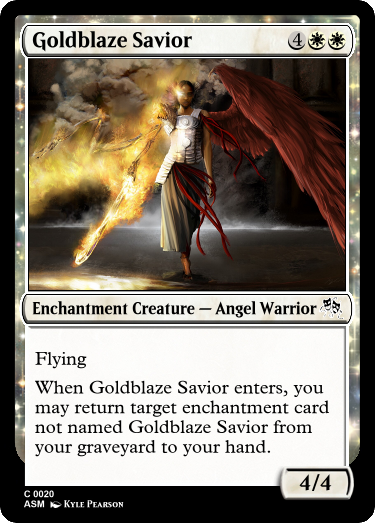 Goldblaze Savior 4
Enchantment Creature — Angel Warrior
Flying
When Goldblaze Savior enters, you
may return target enchantment card
not named Goldblaze Savior from
your graveyard to your hand.
4/4
C 0020
ASM Kyle Pearson